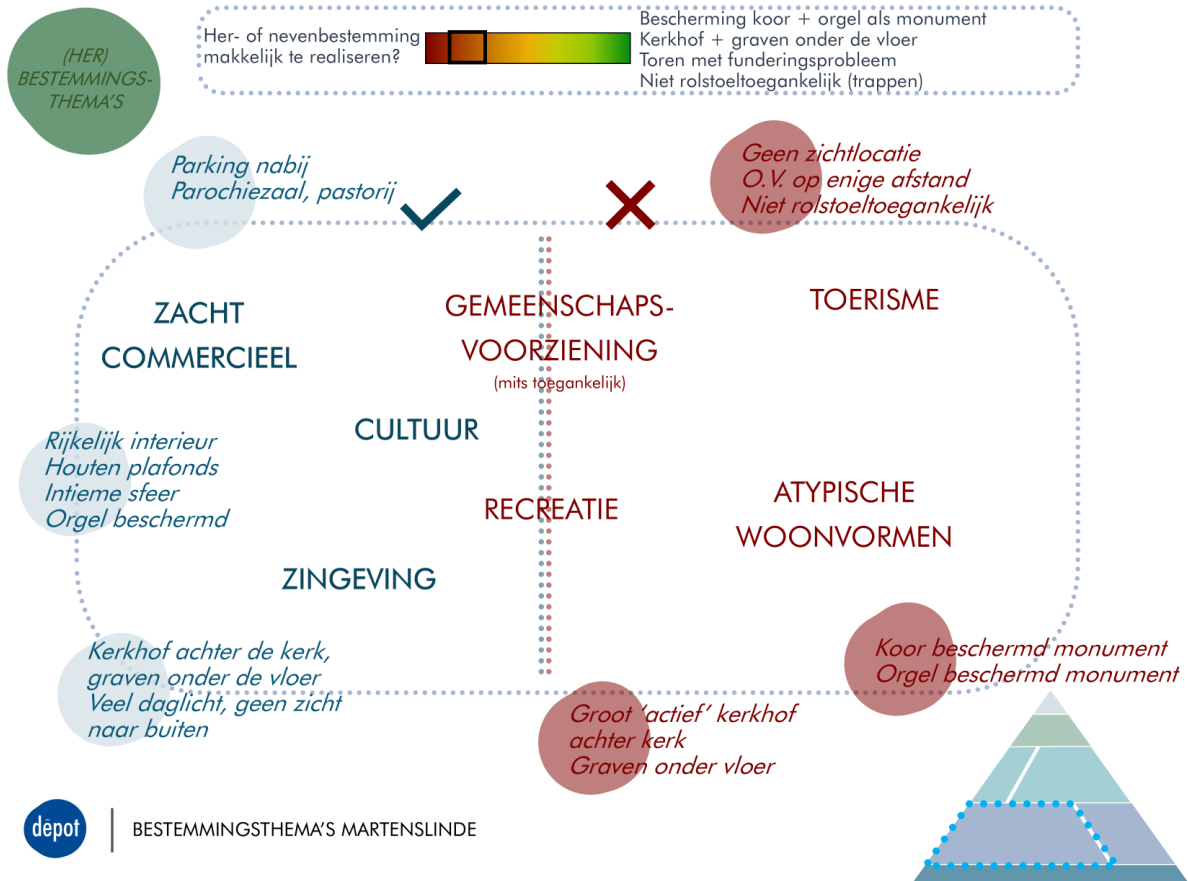 (HER)
BESTEMMINGS-
THEMA'S
Her- of nevenbestemming
makkelijk te realiseren?
Bescherming koor + orgel als monument
Kerkhof + graven onder de vloer
Toren met funderingsprobleem
Niet rolstoeltoegankelijk (trappen)
Parking nabij
Parochiezaal, pastorij
Geen zichtlocatie
O.V. op enige afstand
Niet rolstoeltoegankelijk
ZACHT
COMMERCIEEL
GEMEENSCHAPS-
VOORZIENING
(mits toegankelijk)
TOERISME
CULTUUR
Rijkelijk interieur
Houten plafonds
Intieme sfeer
Orgel beschermd
RECREATIE
ATYPISCHE
WOONVORMEN
ZINGEVING
Kerkhof achter de kerk,
graven onder de vloer
Veel daglicht, geen zicht
naar buiten
Koor beschermd monument
Orgel beschermd monument
Groot ‘actief’ kerkhof
achter kerk
Graven onder vloer
dēpot
BESTEMMINGSTHEMA'S MARTENSLINDE